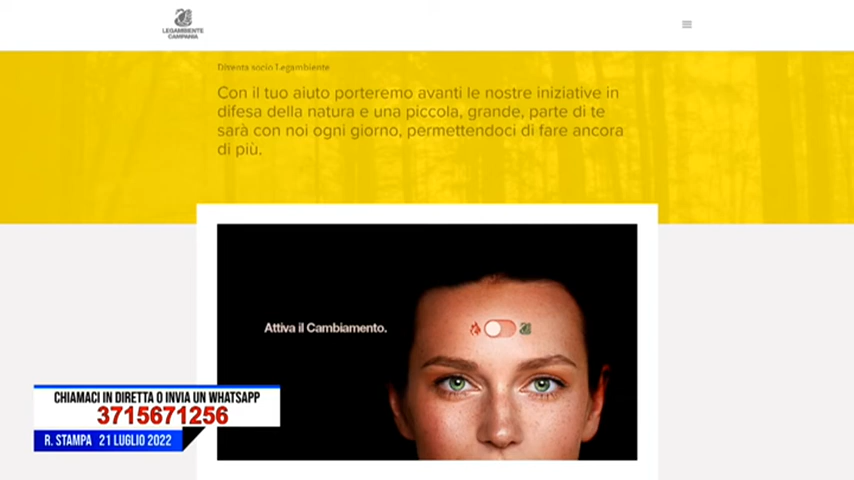 LEGAMBIENTE
CAMPANIA
Diventa socio Legambiente
Con il tuo aiuto porteremo avanti le nostre iniziative in
difesa della natura e una piccola, grande, parte di te
sarà con noi ogni giorno, permettendoci di fare ancora
di più.
Attiva il Cambiamento.
CHIAMACI IN DIRETTA O INVIA UN WHATSAPP
3715671256
R. STAMPA 21 LUGLIO 2022